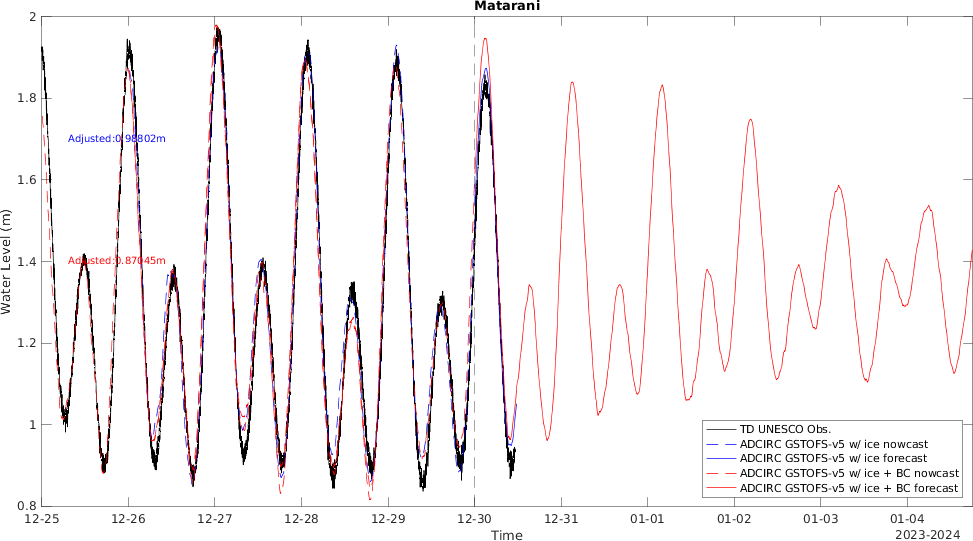 Matarani
2
1.8
1.6
1.4
1.2
1
0.8
Water Level (m)
Adjusted:0.98802m
Adjusted:0.87045m
TD UNESCO Obs.
ADCIRC GSTOFS-v5 w/ ice nowcast
ADCIRC GSTOFS-v5 w/ ice forecast
ADCIRC GSTOFS-v5 w/ ice + BC nowcast
ADCIRC GSTOFS-v5 w/ ice + BC forecast
12-25 12-26 12-27 12-28 12-29 12-30 12-31 01-01 01-02 01-03 01-04
Time
2023-2024